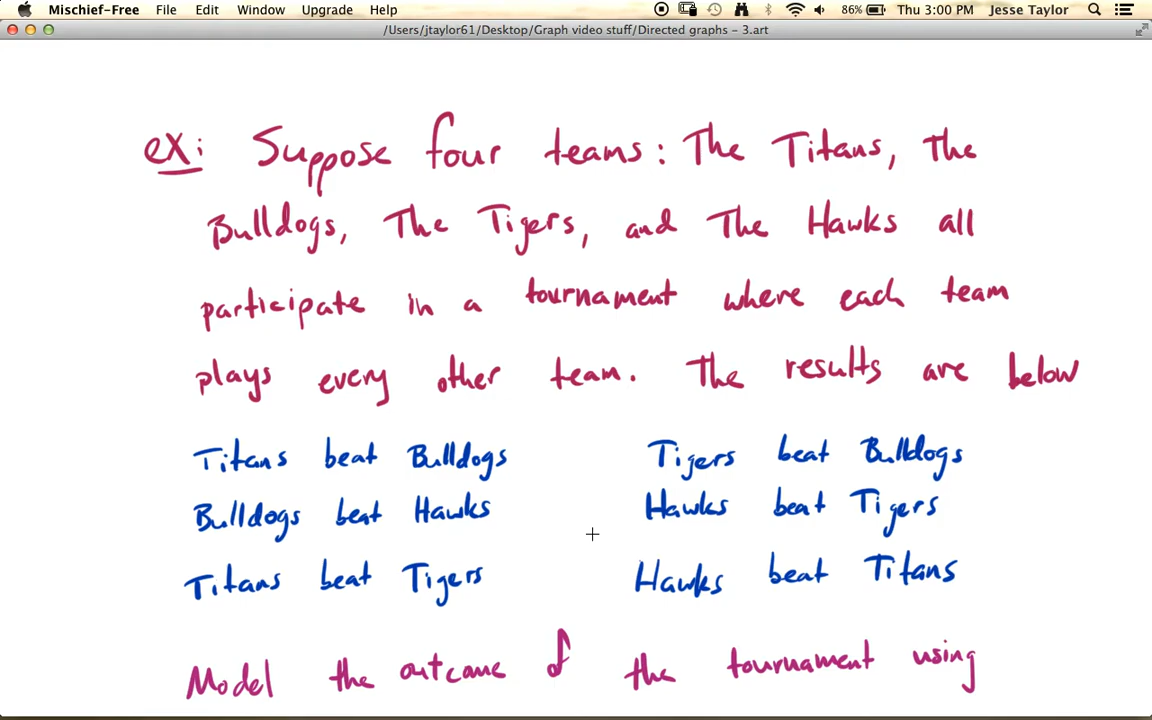 Mischief-Free File Edit Window Upgrade Help 86% Thu 3:00 PM Jesse Taylor
/Users/jtaylor61/Desktop/Graph video stuff/Directed graphs - 3.art
ex: Suppose four teams: The Titans, the
Bulldogs, The Tigers, and The Hawks all
participate in a tournament where each team
plays every other team. The results are below
Titans beat Bulldogs Tigers beat Bulldogs
Bulldogs beat Hawks Hawks beat Tigers
Titans beat Tigers Hawks beat Titans
Model the outcome of the tournament using